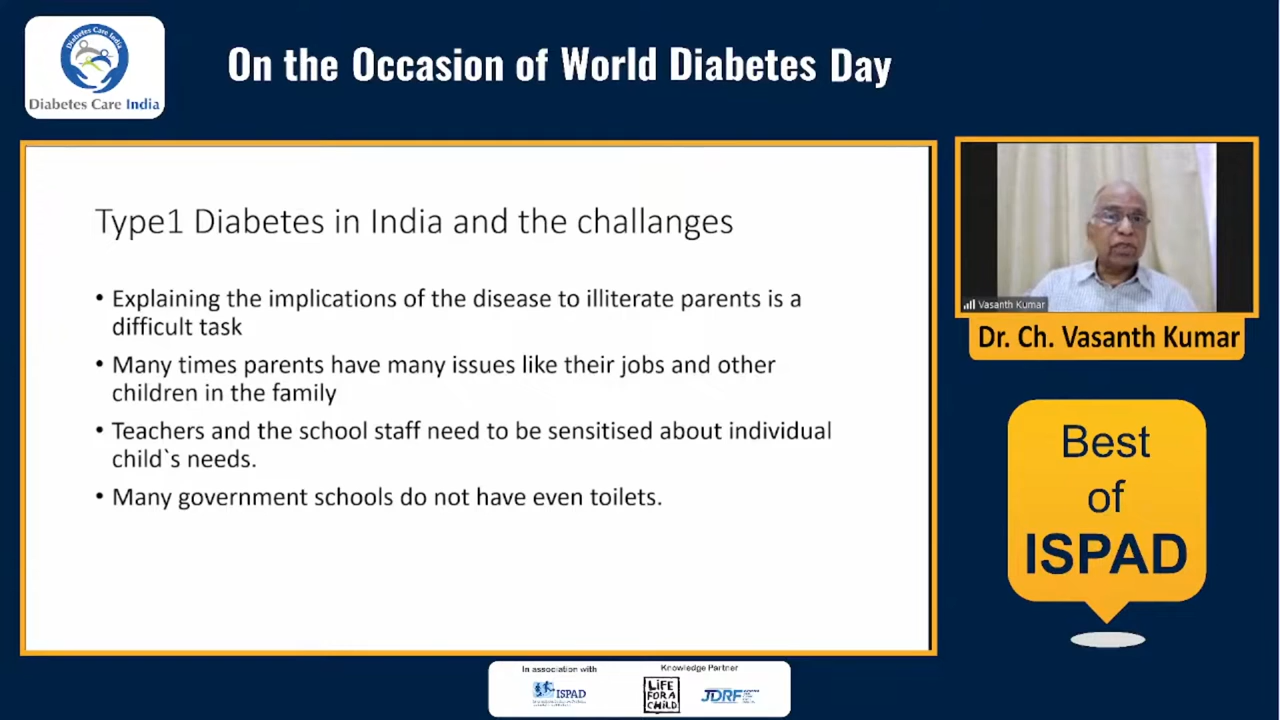 Diabetes Care India
Diabetes Care India
On the Occasion of World Diabetes Day
Type1 Diabetes in India and the challanges
• Explaining the implications of the disease to illiterate parents is a
difficult task
• Many times parents have many issues like their jobs and other
children in the family
• Teachers and the school staff need to be sensitised about individual
child`s needs.
• Many government schools do not have even toilets.
Vasanth Kumar
Dr. Ch. Vasanth Kumar
Best
of
ISPAD
In association with
ISPAD
Knowledge Partner
LIFE
FOR A
CHILD
JDRF